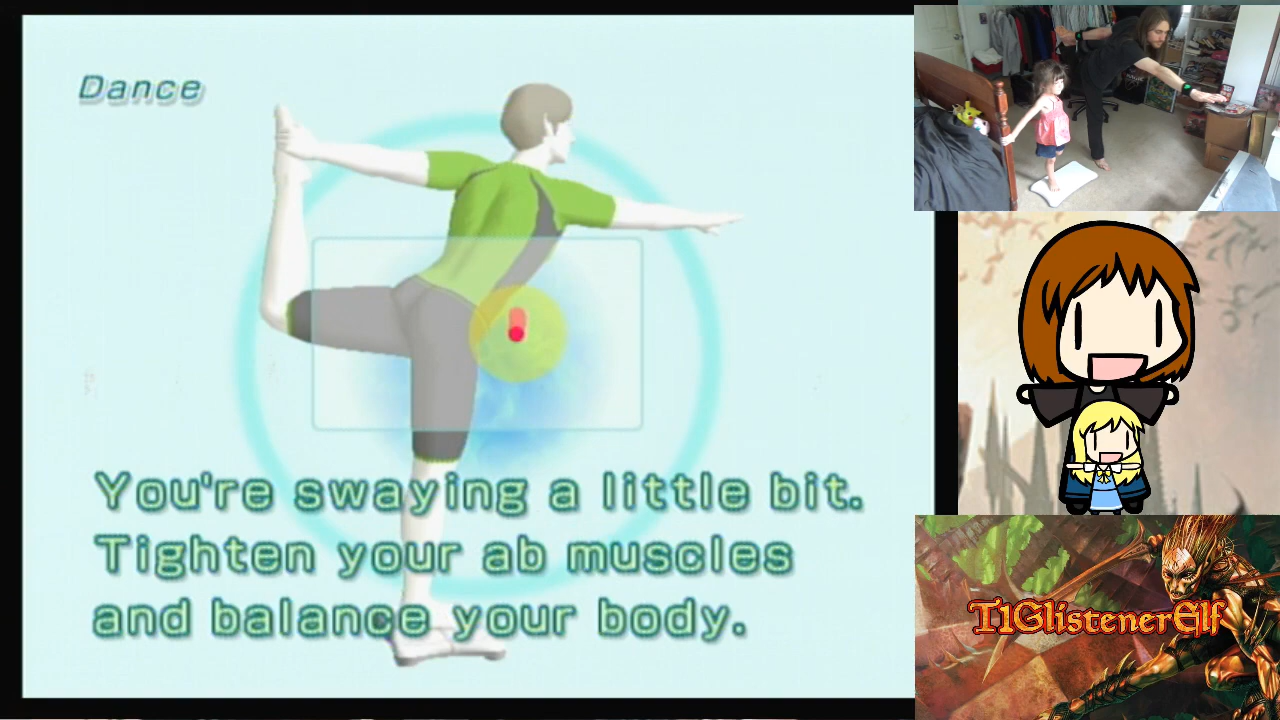 Dance
You're swaying a little bit.
Tighten your ab muscles
and balance your body.
T1GlistenerElf